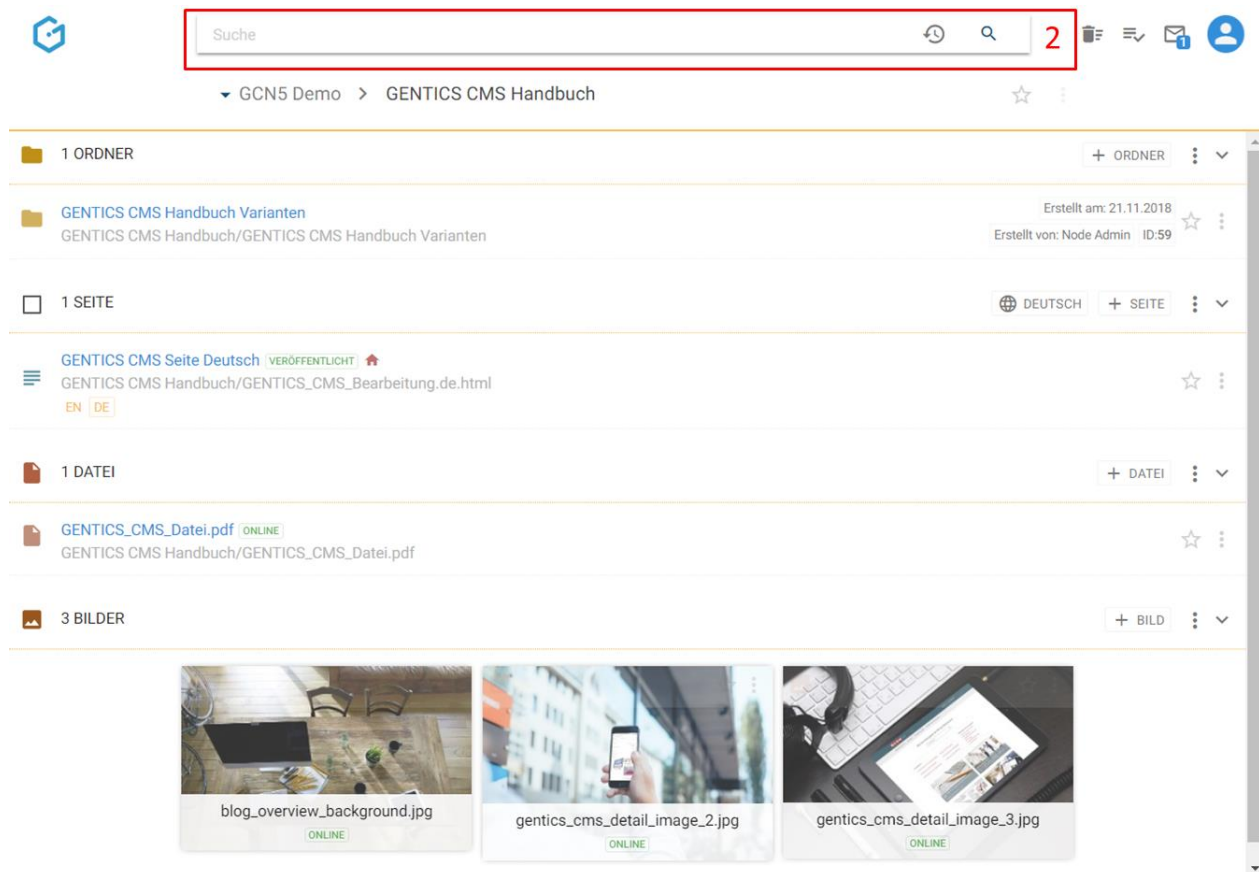 Suche
2
1
GCN5 Demo > GENTICS CMS Handbuch
1 ORDNER
+ ORDNER
GENTICS CMS Handbuch Varianten
Erstellt am: 21.11.2018
GENTICS CMS Handbuch/GENTICS CMS Handbuch Varianten
Erstellt von: Node Admin ID:59
1 SEITE
DEUTSCH + SEITE
GENTICS CMS Seite Deutsch VERÖFFENTLICHT
GENTICS CMS Handbuch/GENTICS_CMS_Bearbeitung.de.html
EN DE
1 DATEI
+ DATEI
GENTICS_CMS_Datei.pdf ONLINE
GENTICS CMS Handbuch/GENTICS_CMS_Datei.pdf
3 BILDER
+ BILD
blog_overview_background.jpg
ONLINE
gentics_cms_detail_image_2.jpg
ONLINE
gentics_cms_detail_image_3.jpg
ONLINE